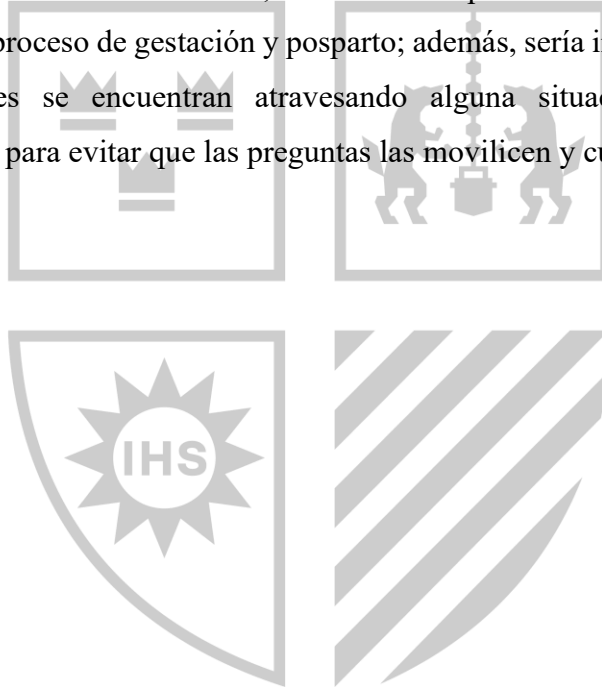 proceso de gestación y posparto; además, sería
es se encuentran atravesando alguna
para evitar que las preguntas las movilicen y
IHS